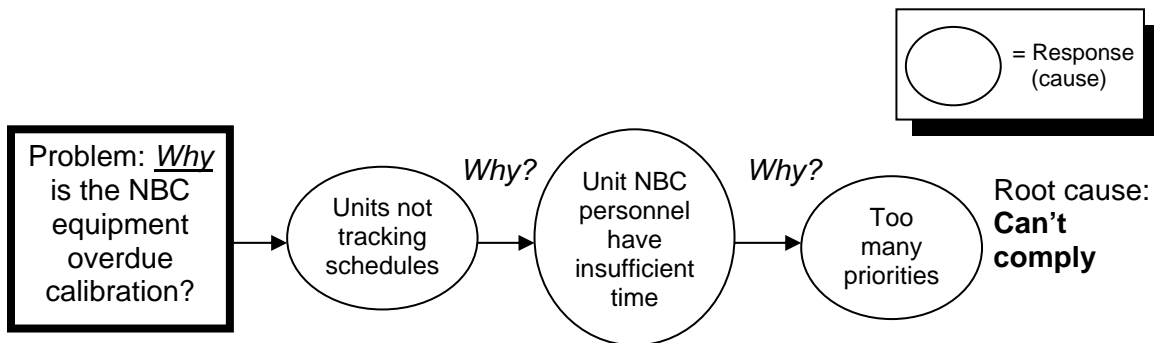 = Response
(cause)
Problem: Why
is the NBC
equipment
overdue
calibration?
Units not
tracking
schedules
Why?
Unit NBC
personnel
have
insufficient
time
Why?
Too
many
priorities
Root cause:
Can't
comply